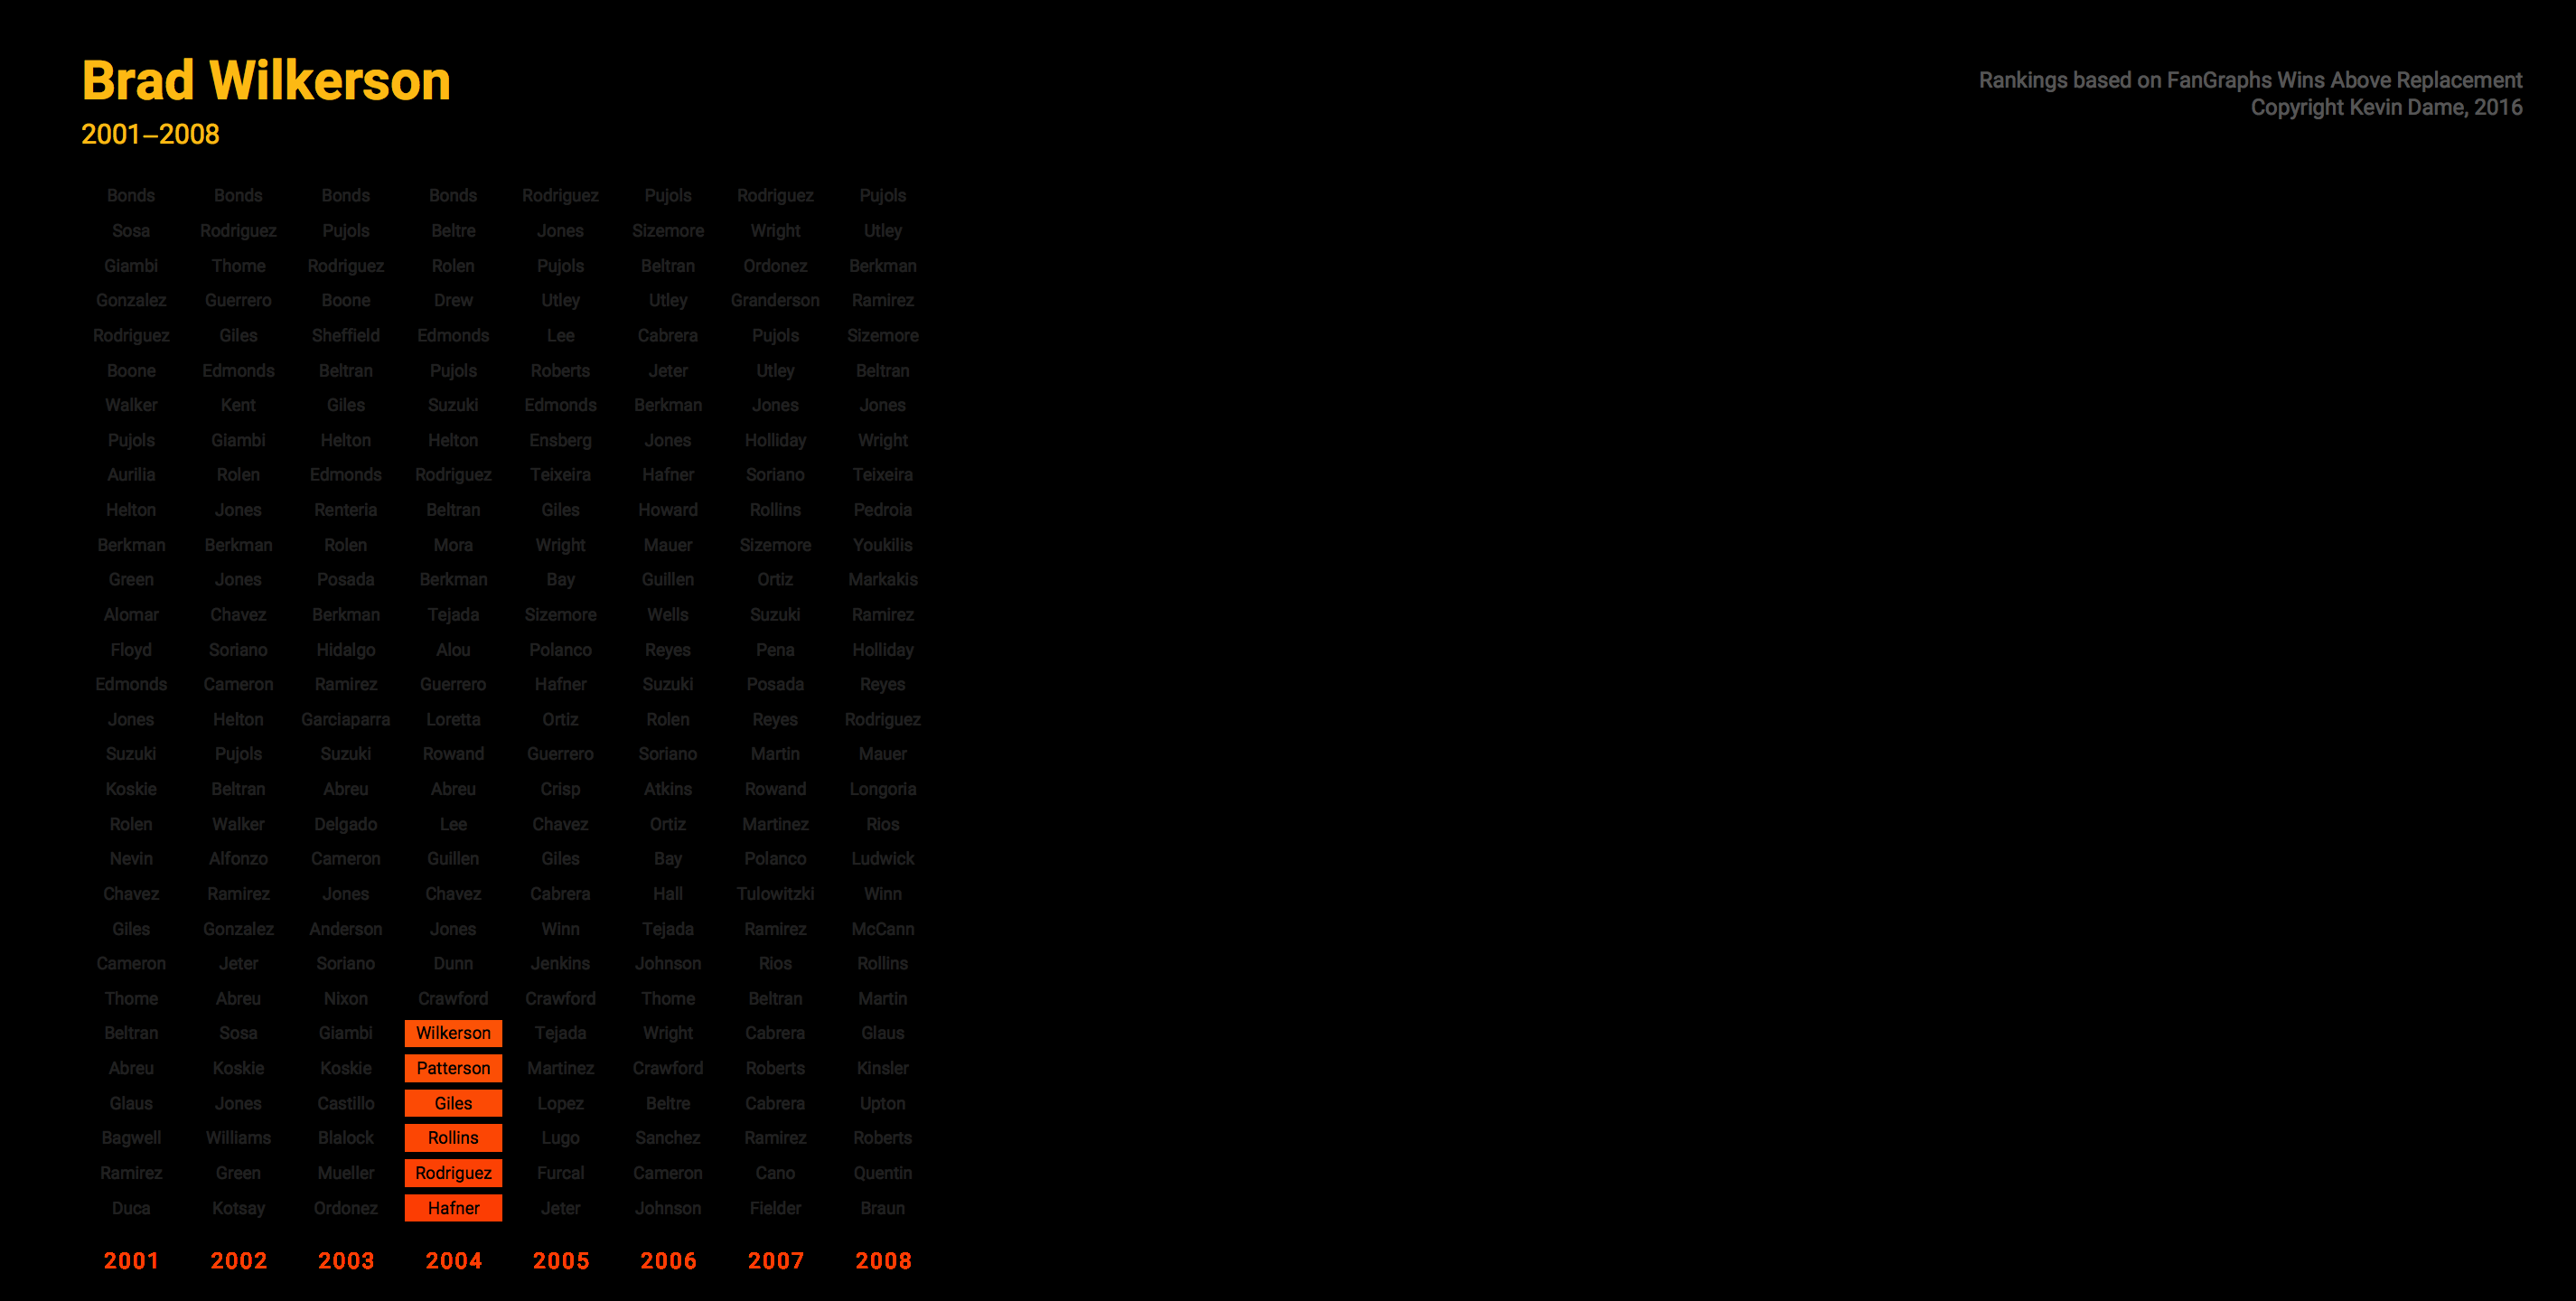 Brad Wilkerson
2001–2008
Rankings based on FanGraphs Wins Above Replacement
Copyright Kevin Dame, 2016
Bonds Bonds Bonds Bonds Rodriguez Pujols Rodriguez Pujols
Sosa Rodriguez Pujols Beltre Jones Sizemore Wright Utley
Giambi Thome Rodriguez Rolen Pujols Beltran Ordonez Berkman
Gonzalez Guerrero Boone Drew Utley Utley Granderson Ramirez
Rodriguez Giles Sheffield Edmonds Lee Cabrera Pujols Sizemore
Boone Edmonds Beltran Pujols Roberts Jeter Utley Beltran
Walker Kent Giles Suzuki Edmonds Berkman Jones Jones
Pujols Giambi Helton Helton Ensberg Jones Holliday Wright
Aurilia Rolen Edmonds Rodriguez Teixeira Hafner Soriano Teixeira
Helton Jones Renteria Beltran Giles Howard Rollins Pedroia
Berkman Berkman Rolen Mora Wright Mauer Sizemore Youkilis
Green Jones Posada Berkman Bay Guillen Ortiz Markakis
Alomar Chavez Berkman Tejada Sizemore Wells Suzuki Ramirez
Floyd Soriano Hidalgo Alou Polanco Reyes Pena Holliday
Edmonds Cameron Ramirez Guerrero Hafner Suzuki Posada Reyes
Jones Helton Garciaparra Loretta Ortiz Rolen Reyes Rodriguez
Suzuki Pujols Suzuki Rowand Guerrero Soriano Martin Mauer
Koskie Beltran Abreu Abreu Crisp Atkins Rowand Longoria
Rolen Walker Delgado Lee Chavez Ortiz Martinez Rios
Nevin Alfonzo Cameron Guillen Giles Bay Polanco Ludwick
Chavez Ramirez Jones Chavez Cabrera Hall Tulowitzki Winn
Giles Gonzalez Anderson Jones Winn Tejada Ramirez McCann
Cameron Jeter Soriano Dunn Jenkins Johnson Rios Rollins
Thome Abreu Nixon Crawford Crawford Thome Beltran Martin
Beltran Sosa Giambi Wilkerson Tejada Wright Cabrera Glaus
Abreu Koskie Koskie Patterson Martinez Crawford Roberts Kinsler
Glaus Jones Castillo Giles Lopez Beltre Cabrera Upton
Bagwell Williams Blalock Rollins Lugo Sanchez Ramirez Roberts
Ramirez Green Mueller Rodriguez Furcal Cameron Cano Quentin
Duca Kotsay Ordonez Hafner Jeter Johnson Fielder Braun
2001 2002 2003 2004 2005 2006 2007 2008